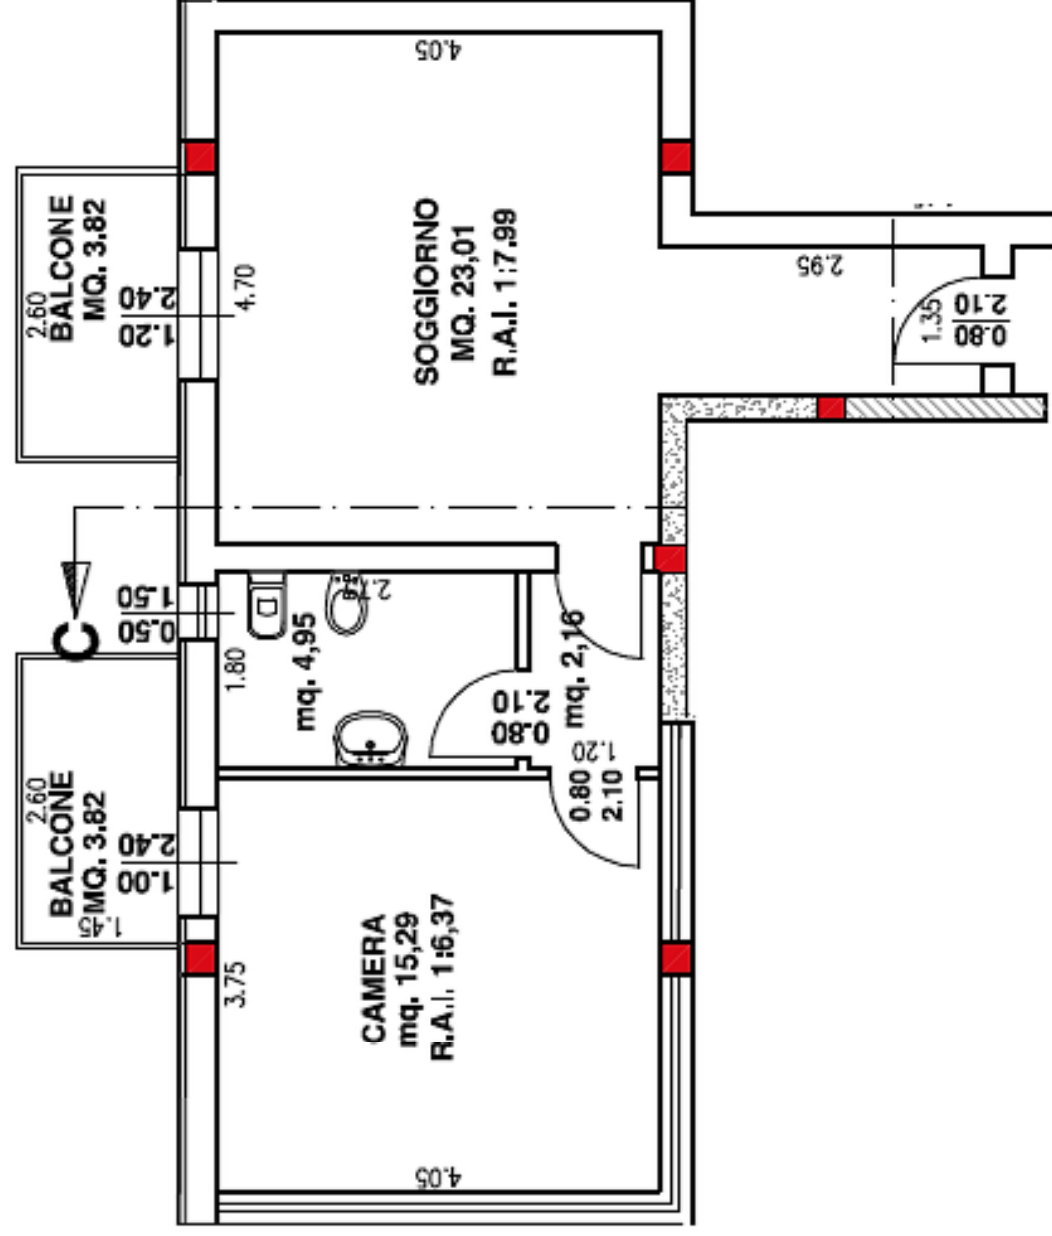 4.05
BALCONE
MQ. 3.82
2.60
2.40
1.20
4.70
SOGGIORNO
MQ. 23,01
R.A.I. 1:7.99
2.95
1.35
2.10
0.80
C
1.50
0.50
1.80
mq. 4,95
mq. 2,16
2.10
0.80
1.20
0.80
2.10
2.60
BALCONE
MQ. 3.82
1.45
2.40
1.00
3.75
CAMERA
mq. 15,29
R.A.I. 1:6,37
4.05